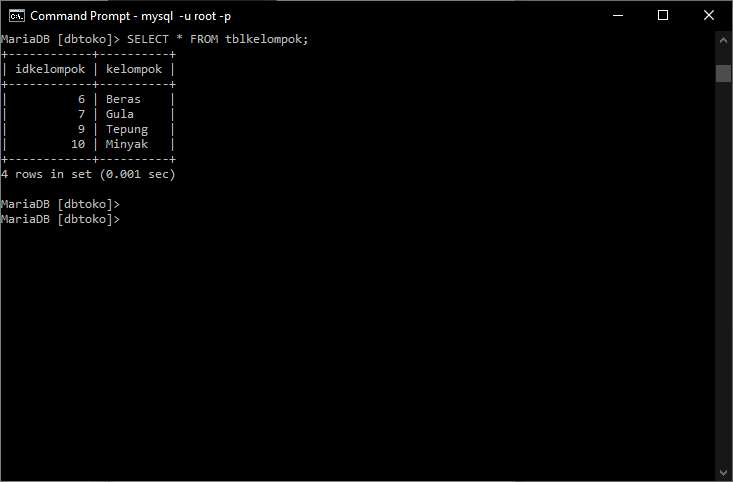 Command Prompt - mysql -u root -p
MariaDB [dbtoko]> SELECT * FROM tblkelompok;
+------------+----------+
| idkelompok | kelompok |
+------------+----------+
|          6 | Beras    |
|          7 | Gula     |
|          9 | Tepung   |
|         10 | Minyak   |
+------------+----------+
4 rows in set (0.001 sec)
MariaDB [dbtoko]>
MariaDB [dbtoko]>